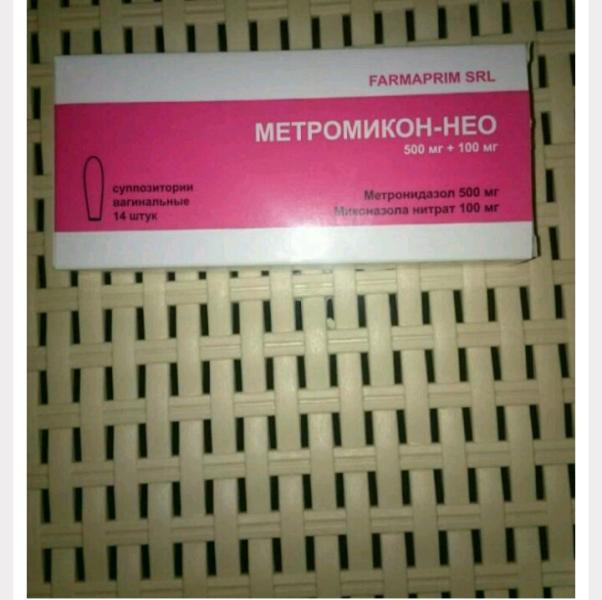 FARMAPRIM SRL
МЕТРОМИКОН-НЕО
500 мг + 100 мг
суппозитории
вагинальные
14 штук
Метронидазол 500 мг
Миконазола нитрат 100 мг